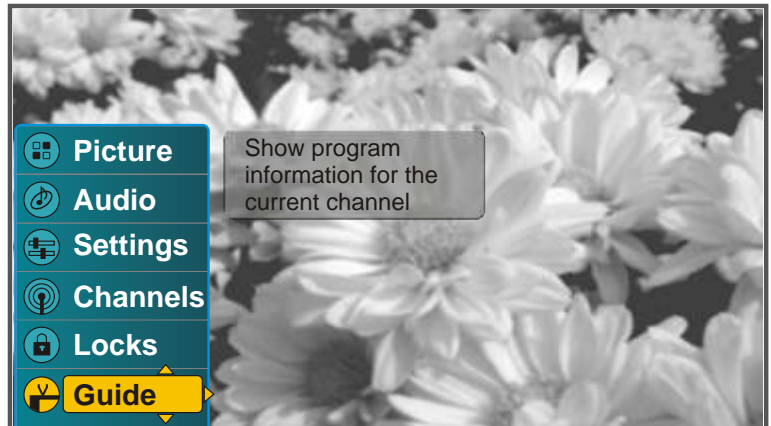 Picture
Audio
Settings
Channels
Locks
Guide
Show program
information for the
current channel